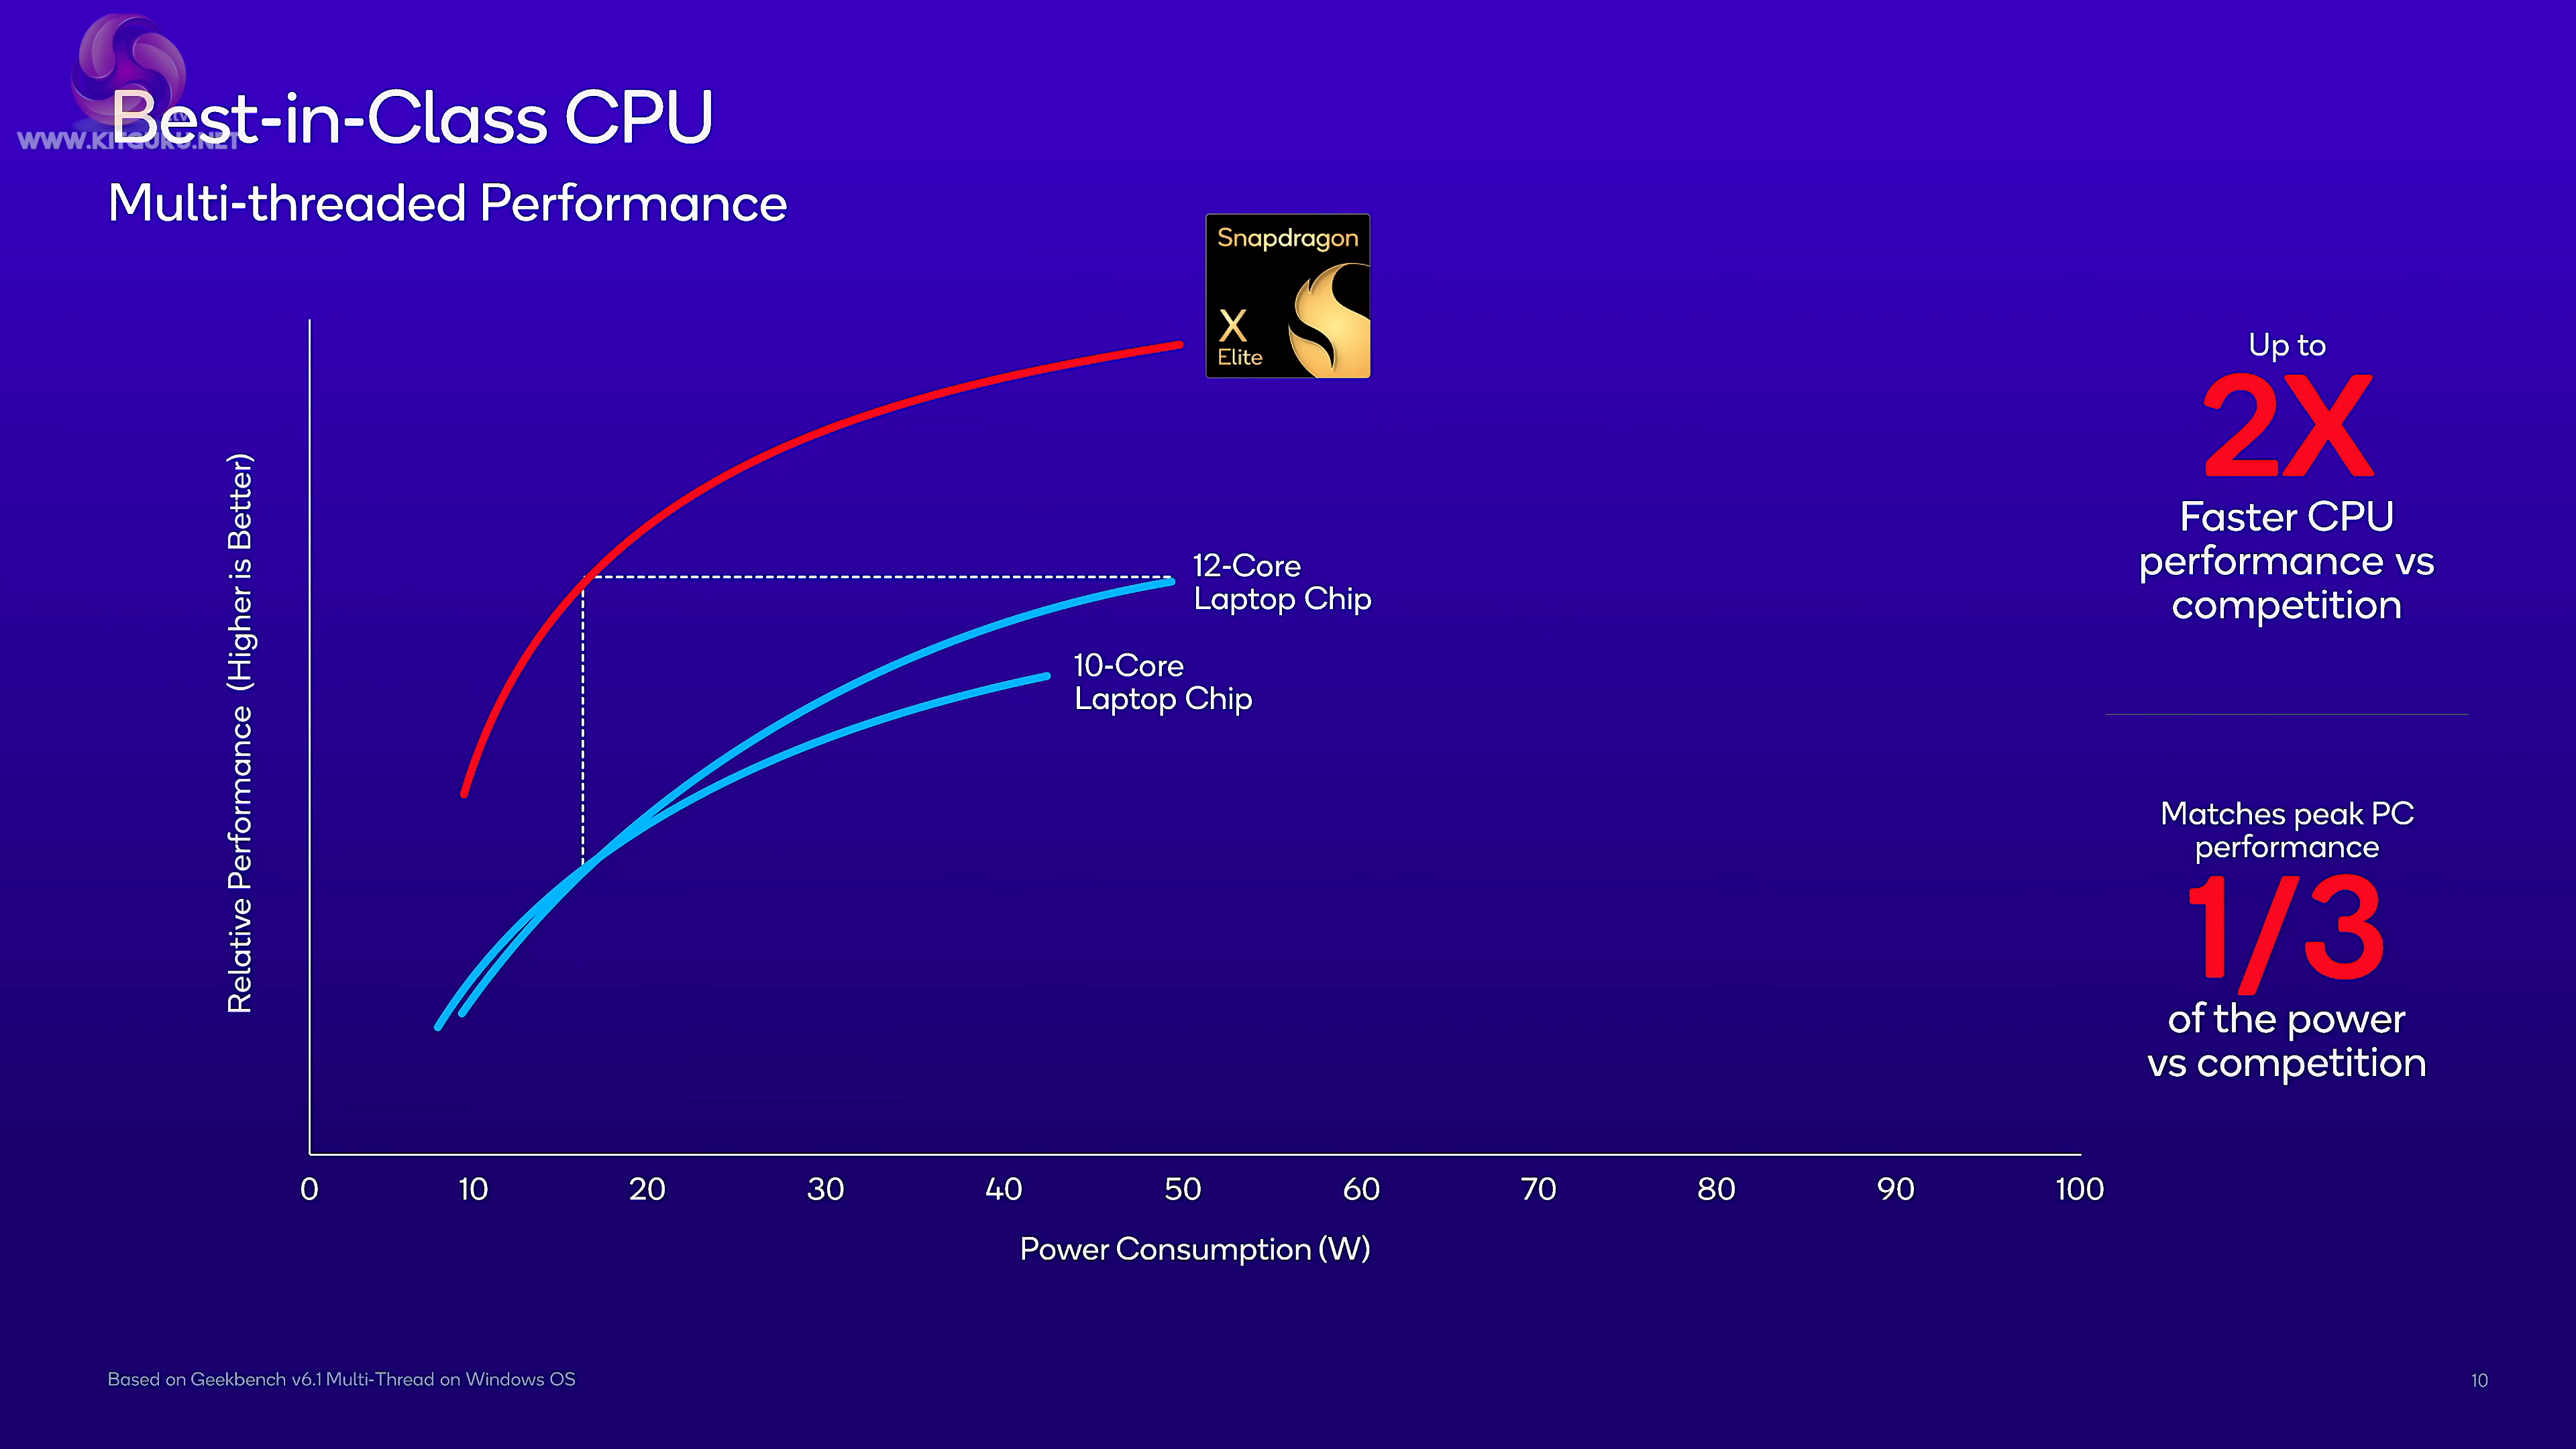 WWW.KITGURU.NET
Best-in-Class CPU
Multi-threaded Performance
Snapdragon
X
Elite
Up to
2X
Faster CPU
performance vs
competition
12-Core
Laptop Chip
10-Core
Laptop Chip
Matches peak PC
performance
1/3
of the power
vs competition
Relative Performance (Higher is Better)
0 10 20 30 40 50 60 70 80 90 100
Power Consumption (W)
Based on Geekbench v6.1 Multi-Thread on Windows OS
10